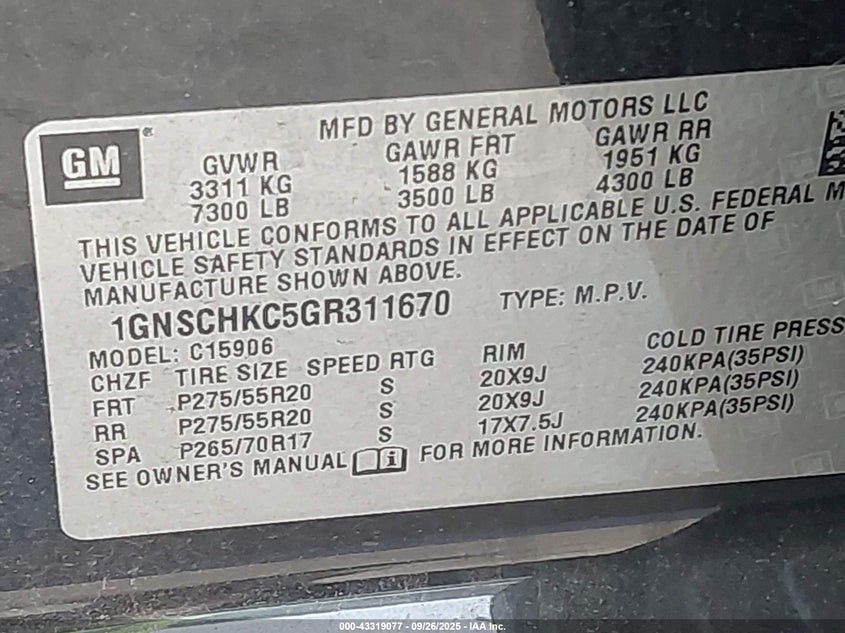 MFD BY GENERAL MOTORS LLC
GM
GVWR GAWR FRT GAWR RR
3311 KG 1588 KG 1951 KG
7300 LB 3500 LB 4300 LB
THIS VEHICLE CONFORMS TO ALL APPLICABLE U.S. FEDERAL M
VEHICLE SAFETY STANDARDS IN EFFECT ON THE DATE OF
MANUFACTURE SHOWN ABOVE.
1GNSCHKC5GR311670 TYPE: M.P.V.
MODEL: C15906
CHZF TIRE SIZE SPEED RTG RIM COLD TIRE PRESS
FRT P275/55R20 S 20X9J 240KPA(35PSI)
RR P275/55R20 S 20X9J 240KPA(35PSI)
SPA P265/70R17 S 17X7.5J 240KPA(35PSI)
SEE OWNER'S MANUAL i FOR MORE INFORMATION.
000-43319077 - 09/26/2025 - IAA Inc.